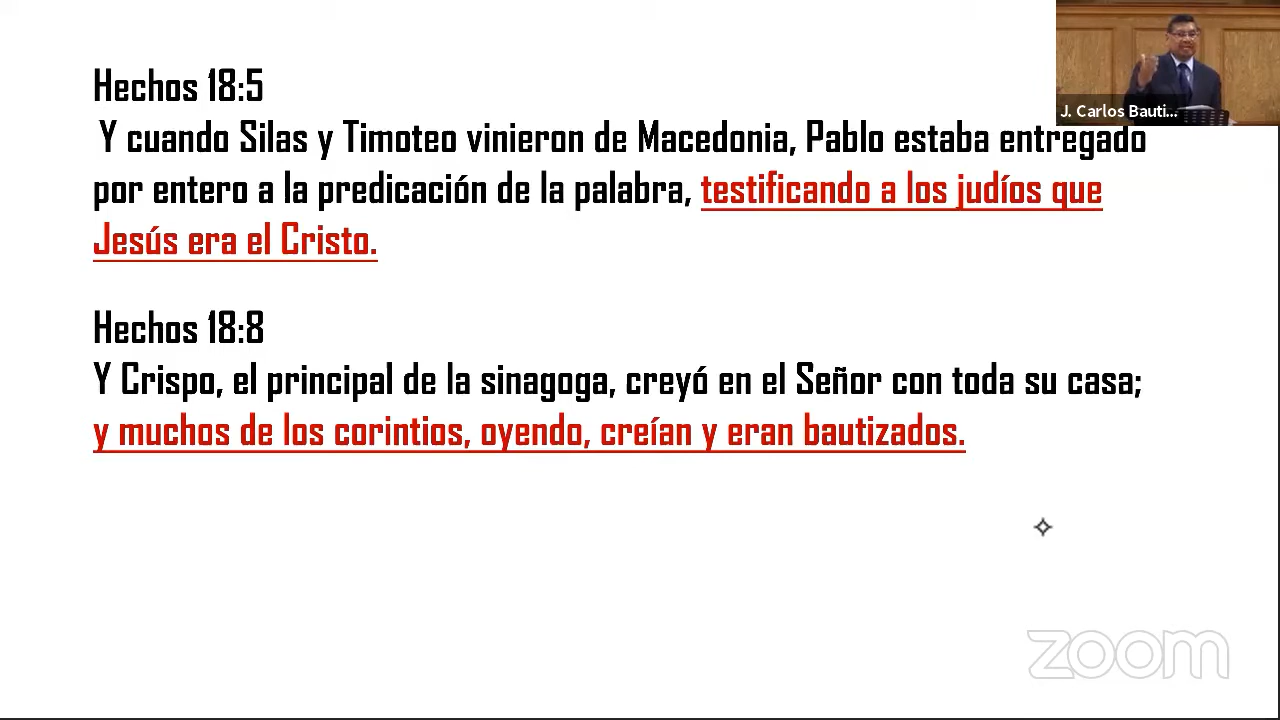 Hechos 18:5
Y cuando Silas y Timoteo vinieron de Macedonia, Pablo estaba entregado
por entero a la predicación de la palabra, testificando a los judíos que
Jesús era el Cristo.
Hechos 18:8
Y Crispo, el principal de la sinagoga, creyó en el Señor con toda su casa;
y muchos de los corintios, oyendo, creían y eran bautizados.
J. Carlos Bauti...
zoom